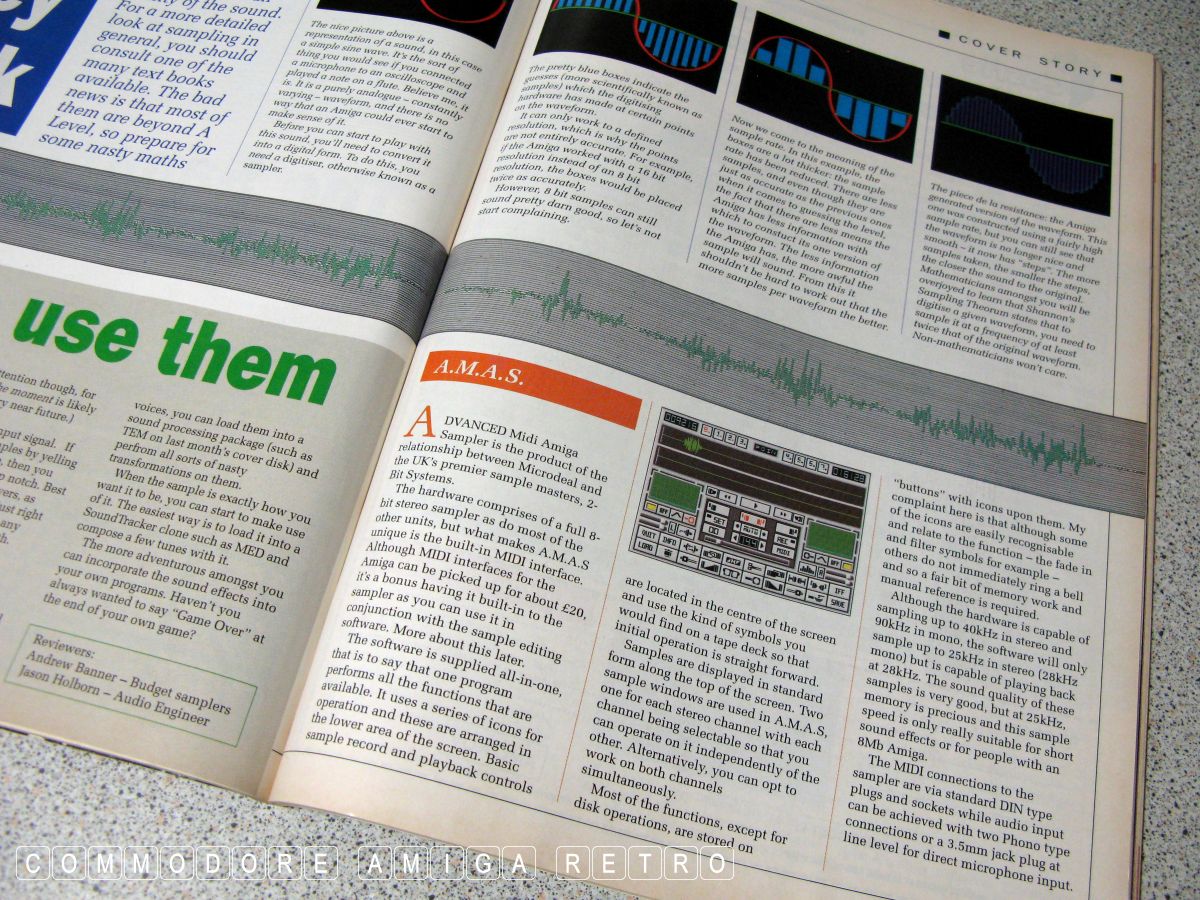 cy
k
of the sound.
For a more detailed
look at sampling in
general, you should
consult one of the
many text books
available. The bad
news is that most of
them are beyond A
Level, so prepare for
some nasty maths
The nice picture above is a
representation of a sound, in this case
a simple sine wave. It's the sort of
thing you would see if you connected
a microphone to an oscilloscope and
played a note on a flute. Believe me, it
is. It is a purely analogue – constantly
varying – waveform, and there is no
way that an Amiga could ever start to
make sense of it.
Before you can start to play with
this sound, you'll need to convert it
into a digital form. To do this, you
need a digitiser, otherwise known as a
sampler.
COVER STORY
The pretty blue boxes indicate the
guesses (more scientifically known as
samples) which the digitising
hardware has made at certain points
on the waveform.
It can only work to a defined
resolution, which is why the points
are not entirely accurate. For example,
if the Amiga worked with a 16 bit
resolution instead of an 8 bit
resolution, the boxes would be placed
twice as accurately.
However, 8 bit samples can still
sound pretty darn good, so let's not
start complaining.
Now we come to the meaning of the
sample rate. In this example, the
boxes are a lot thicker: the sample
rate has been reduced. There are less
samples, and even though they are
just as accurate as the previous ones
when it comes to guessing the level,
the fact that there are less means the
Amiga has less information with
which to constuct its one version of
the waveform. The less information
the Amiga has, the more awful the
sample will sound. From this it
shouldn't be hard to work out that the
more samples per waveform the better.
The piece de la resistance: the Amiga
generated version of the waveform. This
one was constructed using a fairly high
sample rate, but you can still see that
the waveform is no longer nice and
smooth – it now has "steps". The more
samples taken, the smaller the steps,
the closer the sound to the original.
Mathematicians amongst you will be
overjoyed to learn that Shannon's
Sampling Theorum states that to
digitise a given waveform, you need to
sample it at a frequency of at least
twice that of the original waveform.
Non-mathematicians won't care.
use them
attention though, for
the moment is likely
very near future.)
input signal. If
samples by yelling
then you
notch. Best
as
just right
any
voices, you can load them into a
sound processing package (such as
TEM on last month's cover disk) and
perfrom all sorts of nasty
transformations on them.
When the sample is exactly how you
want it to be, you can start to make use
of it. The easiest way is to load it into a
SoundTracker clone such as MED and
compose a few tunes with it.
The more adventurous amongst you
can incorporate the sound effects into
your own programs. Haven't you
always wanted to say "Game Over" at
the end of your own game?
Reviewers:
Andrew Banner – Budget samplers
Jason Holborn – Audio Engineer
A.M.A.S.
ADVANCED Midi Amiga
Sampler is the product of the
relationship between Microdeal and
the UK's premier sample masters, 2-
Bit Systems.
The hardware comprises of a full 8-
bit stereo sampler as do most of the
other units, but what makes A.M.A.S
unique is the built-in MIDI interface.
Although MIDI interfaces for the
Amiga can be picked up for about £20,
it's a bonus having it built-in to the
sampler as you can use it in
conjunction with the sample editing
software. More about this later.
The software is supplied all-in-one,
that is to say that one program
performs all the functions that are
available. It uses a series of icons for
operation and these are arranged in
the lower area of the screen. Basic
sample record and playback controls
SET
AUTO
MIDI
QUIT
INFO
LOAD
IFF
SAVE
are located in the centre of the screen
and use the kind of symbols you
would find on a tape deck so that
initial operation is straight forward.
Samples are displayed in standard
form along the top of the screen. Two
sample windows are used in A.M.A.S,
one for each stereo channel with each
channel being selectable so that you
can operate on it independently of the
other. Alternatively, you can opt to
work on both channels
simultaneously.
Most of the functions, except for
disk operations, are stored on
"buttons" with icons upon them. My
complaint here is that although some
of the icons are easily recognisable
and relate to the function – the fade in
and filter symbols for example –
others do not immediately ring a bell
and so a fair bit of memory work and
manual reference is required.
Although the hardware is capable of
sampling up to 40kHz in stereo and
90kHz in mono, the software will only
sample up to 25kHz in stereo (28kHz
mono) but is capable of playing back
at 28kHz. The sound quality of these
samples is very good, but at 25kHz,
memory is precious and this sample
speed is only really suitable for short
sound effects or for people with an
8Mb Amiga.
The MIDI connections to the
sampler are via standard DIN type
plugs and sockets while audio input
can be achieved with two Phono type
connections or a 3.5mm jack plug at
line level for direct microphone input.
COMMODORE AMIGA RETRO